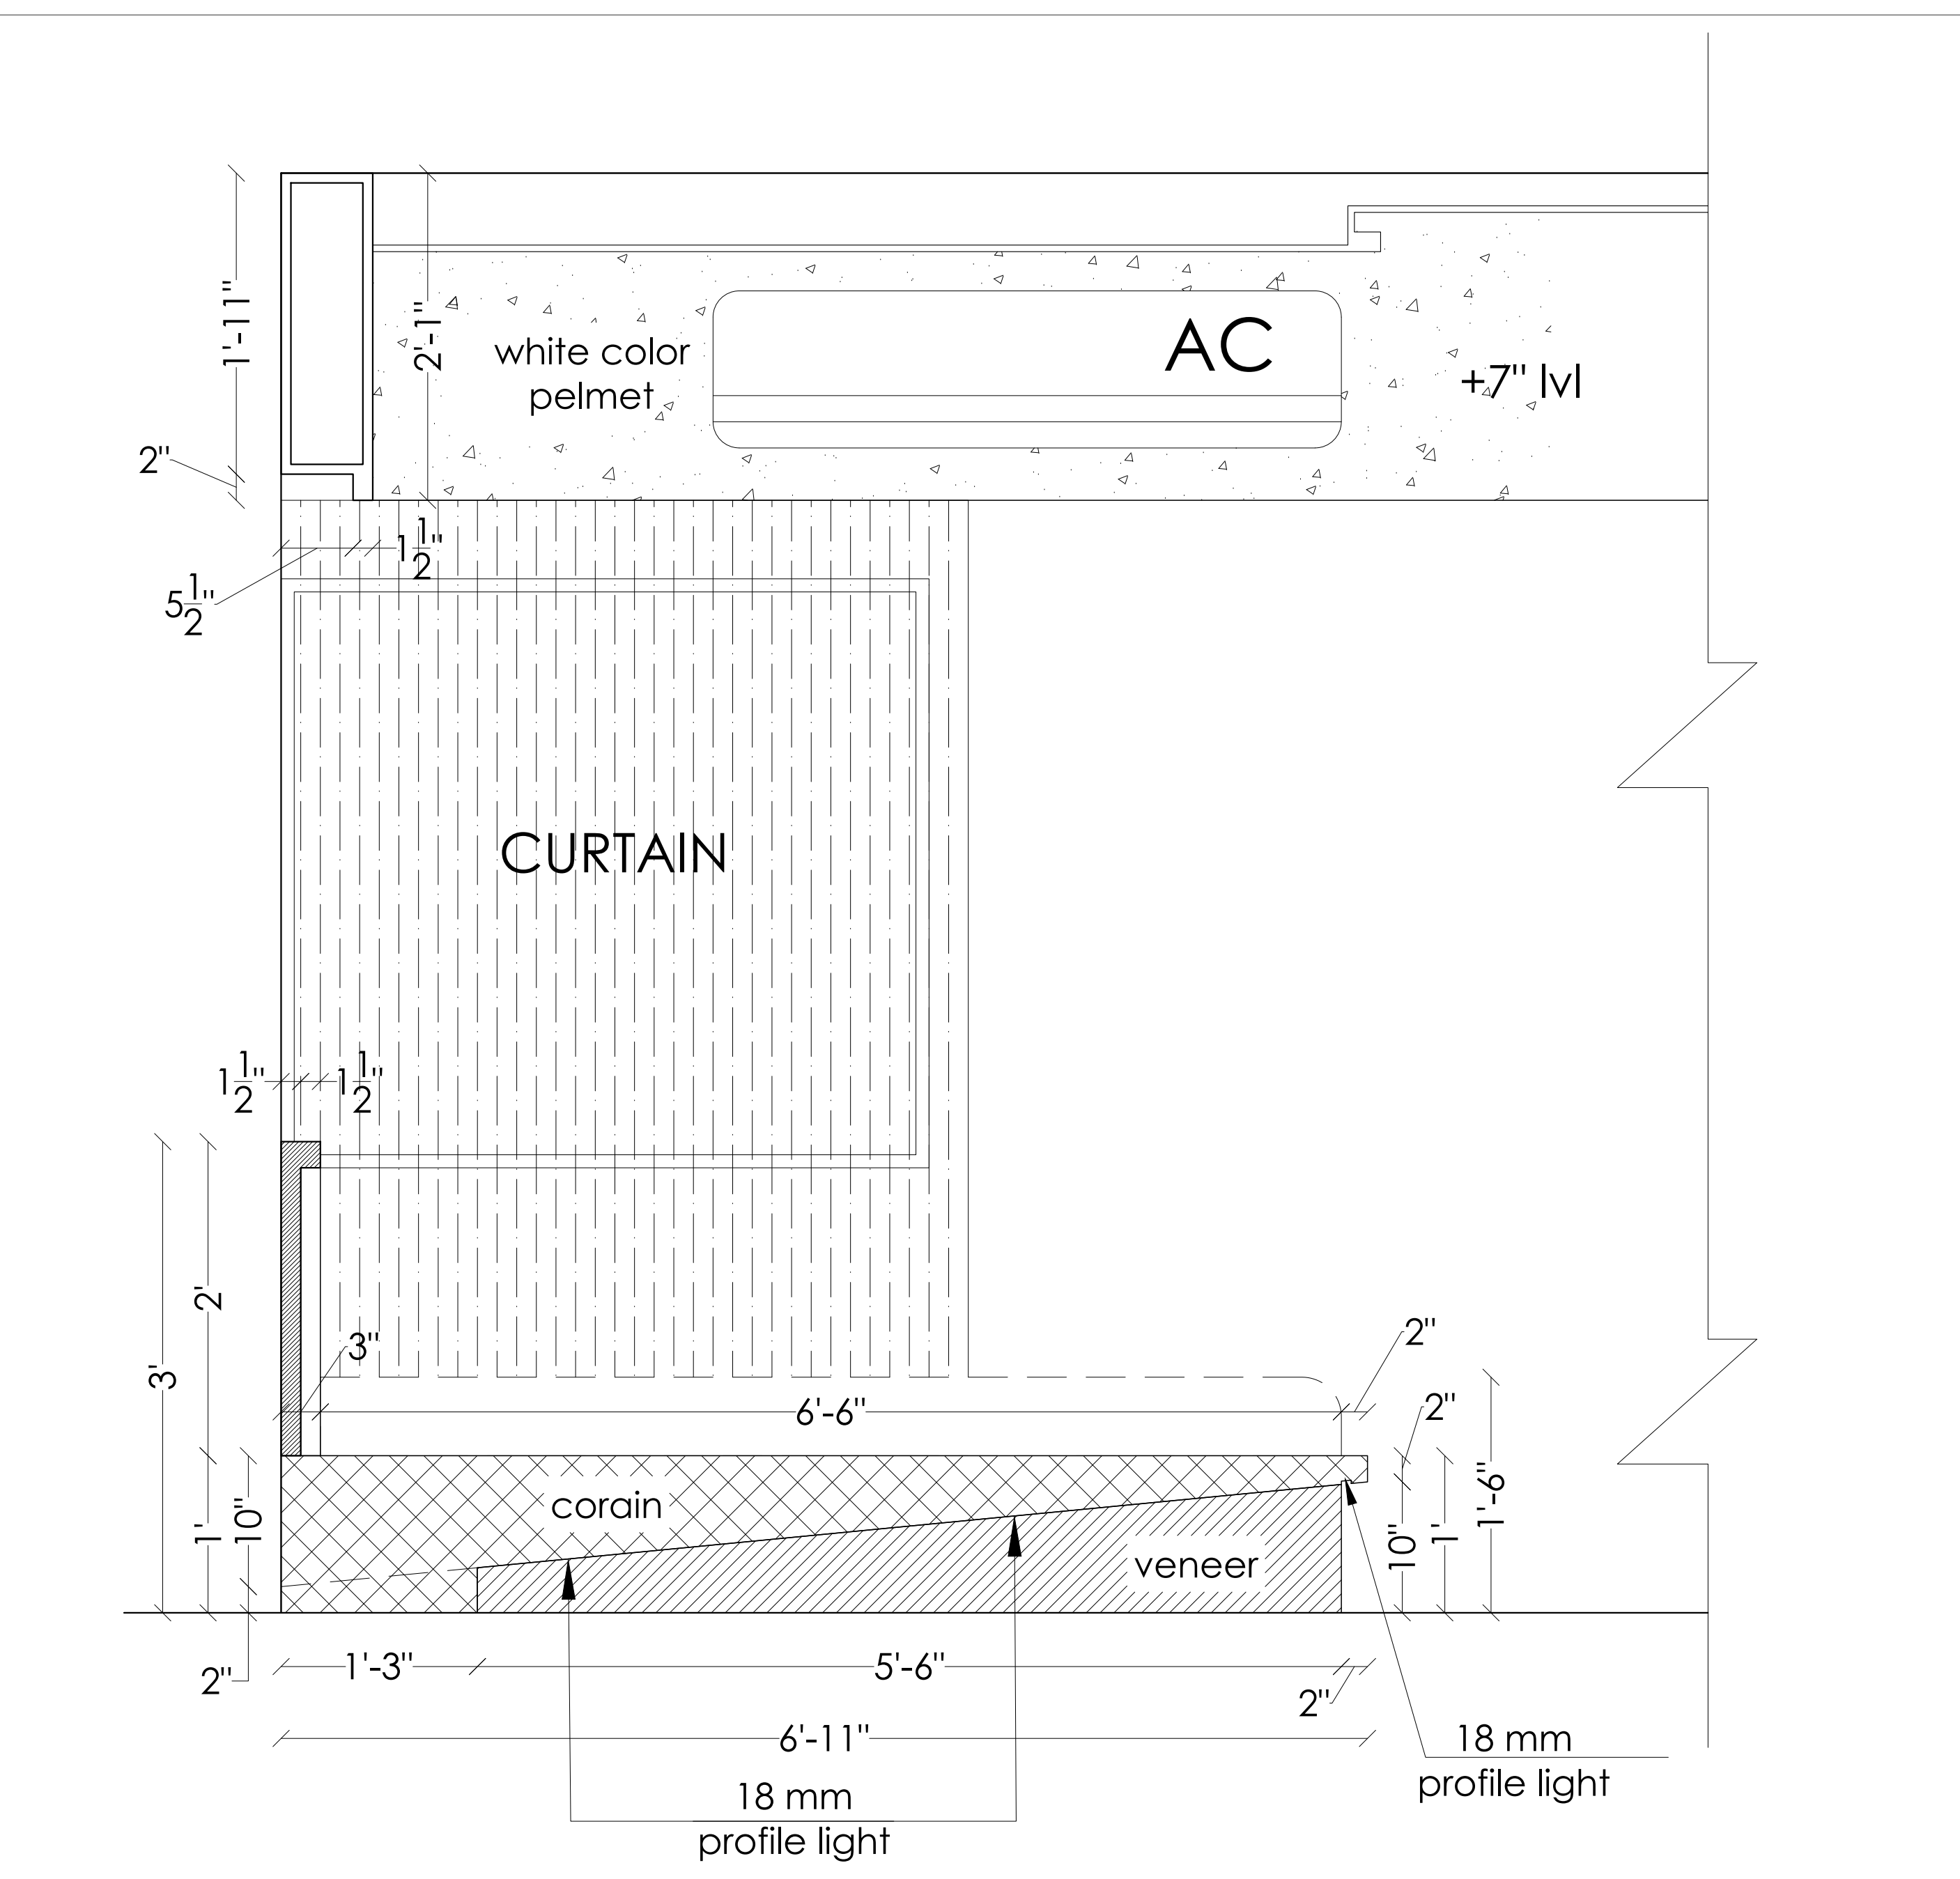 1'-11"
2'-1"
white color
pelmet
AC
+7" lvl
2"
1 1/2"
5 1/2"
CURTAIN
1 1/2"
1 1/2"
2'
3'
3"
2"
6'-6"
2"
1'-6"
corain
veneer
1'
10"
10"
1'
1'-3"
5'-6"
2"
2"
6'-11"
18 mm
profile light
18 mm
profile light